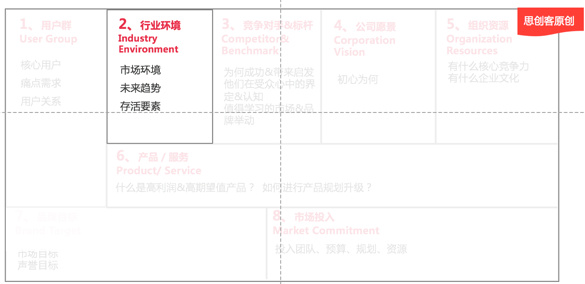 思创客原创
1、用户群
User Group
核心用户
痛点需求
用户关系
2、行业环境
Industry
Environment
市场环境
未来趋势
存活要素
3、竞争对手&标杆
Competitor&
Benchmark
为何成功&带来启发
他们在受众心中的界
定&认知
值得学习的市场&品
牌举动
4、公司愿景
Corporation
Vision
初心为何
5、组织资源
Organization
Resources
有什么核心竞争力
有什么企业文化
6、产品 / 服务
Product/ Service
什么是高利润&高期望值产品？ 如何进行产品规划升级？
声誉目标
8、市场投入
Market Commitment
投入团队、预算、规划、资源